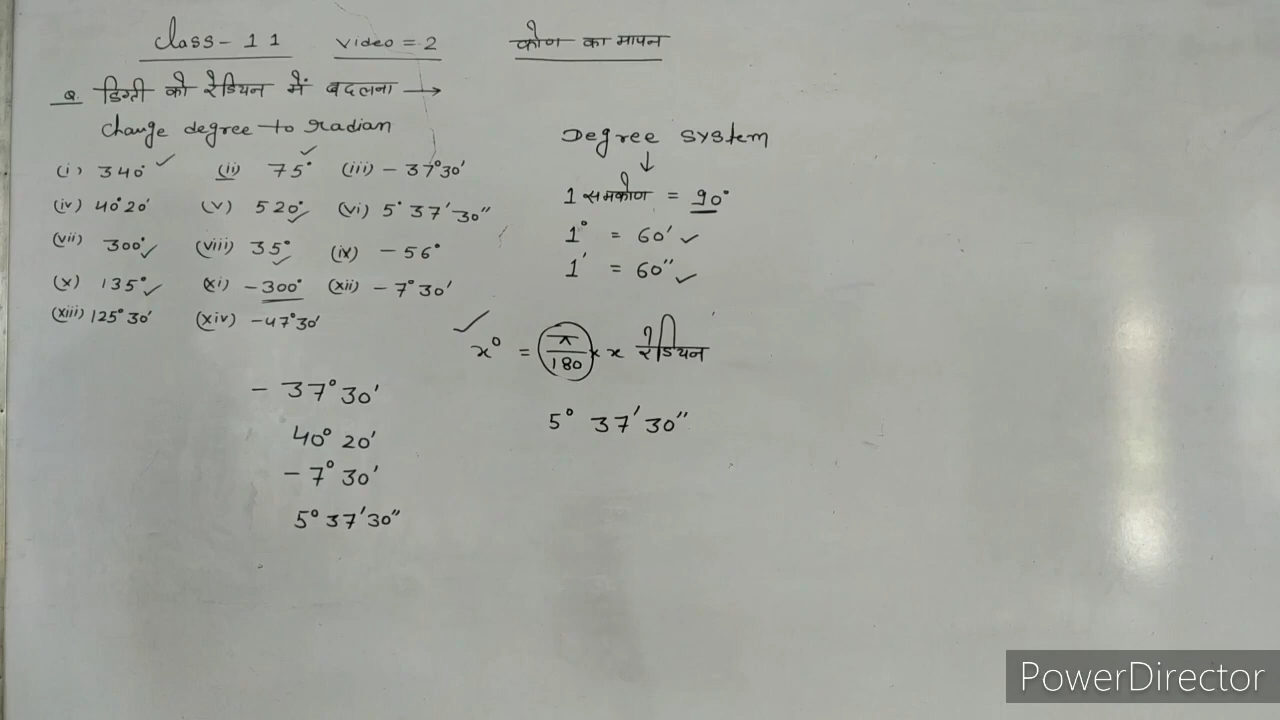 Class - 11 Video = 2 कोण का मापन
Q. डिग्री को रेडियन में बदलना →
Change degree to radian
(i) 340° ✓ (ii) 75° ✓ (iii) - 37°30'
(iv) 40°20' (v) 520° ✓ (vi) 5° 37' 30"
(vii) 300° ✓ (viii) 35° ✓ (ix) - 56°
(x) 135° ✓ (xi) - 300° (xii) - 7°30'
(xiii) 125°30' (xiv) -47°30'
- 37°30'
40° 20'
- 7° 30'
5° 37' 30"
Degree system
↓
1 समकोण = 90°
1° = 60' ✓
1' = 60" ✓
✓ x° = π/180 × x रेडियन
5° 37' 30"
PowerDirector